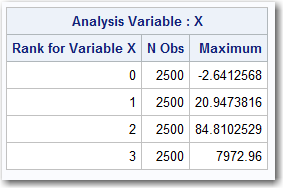 Analysis Variable : X
Rank for Variable X N Obs Maximum
0 2500 -2.6412568
1 2500 20.9473816
2 2500 84.8102529
3 2500 7972.96